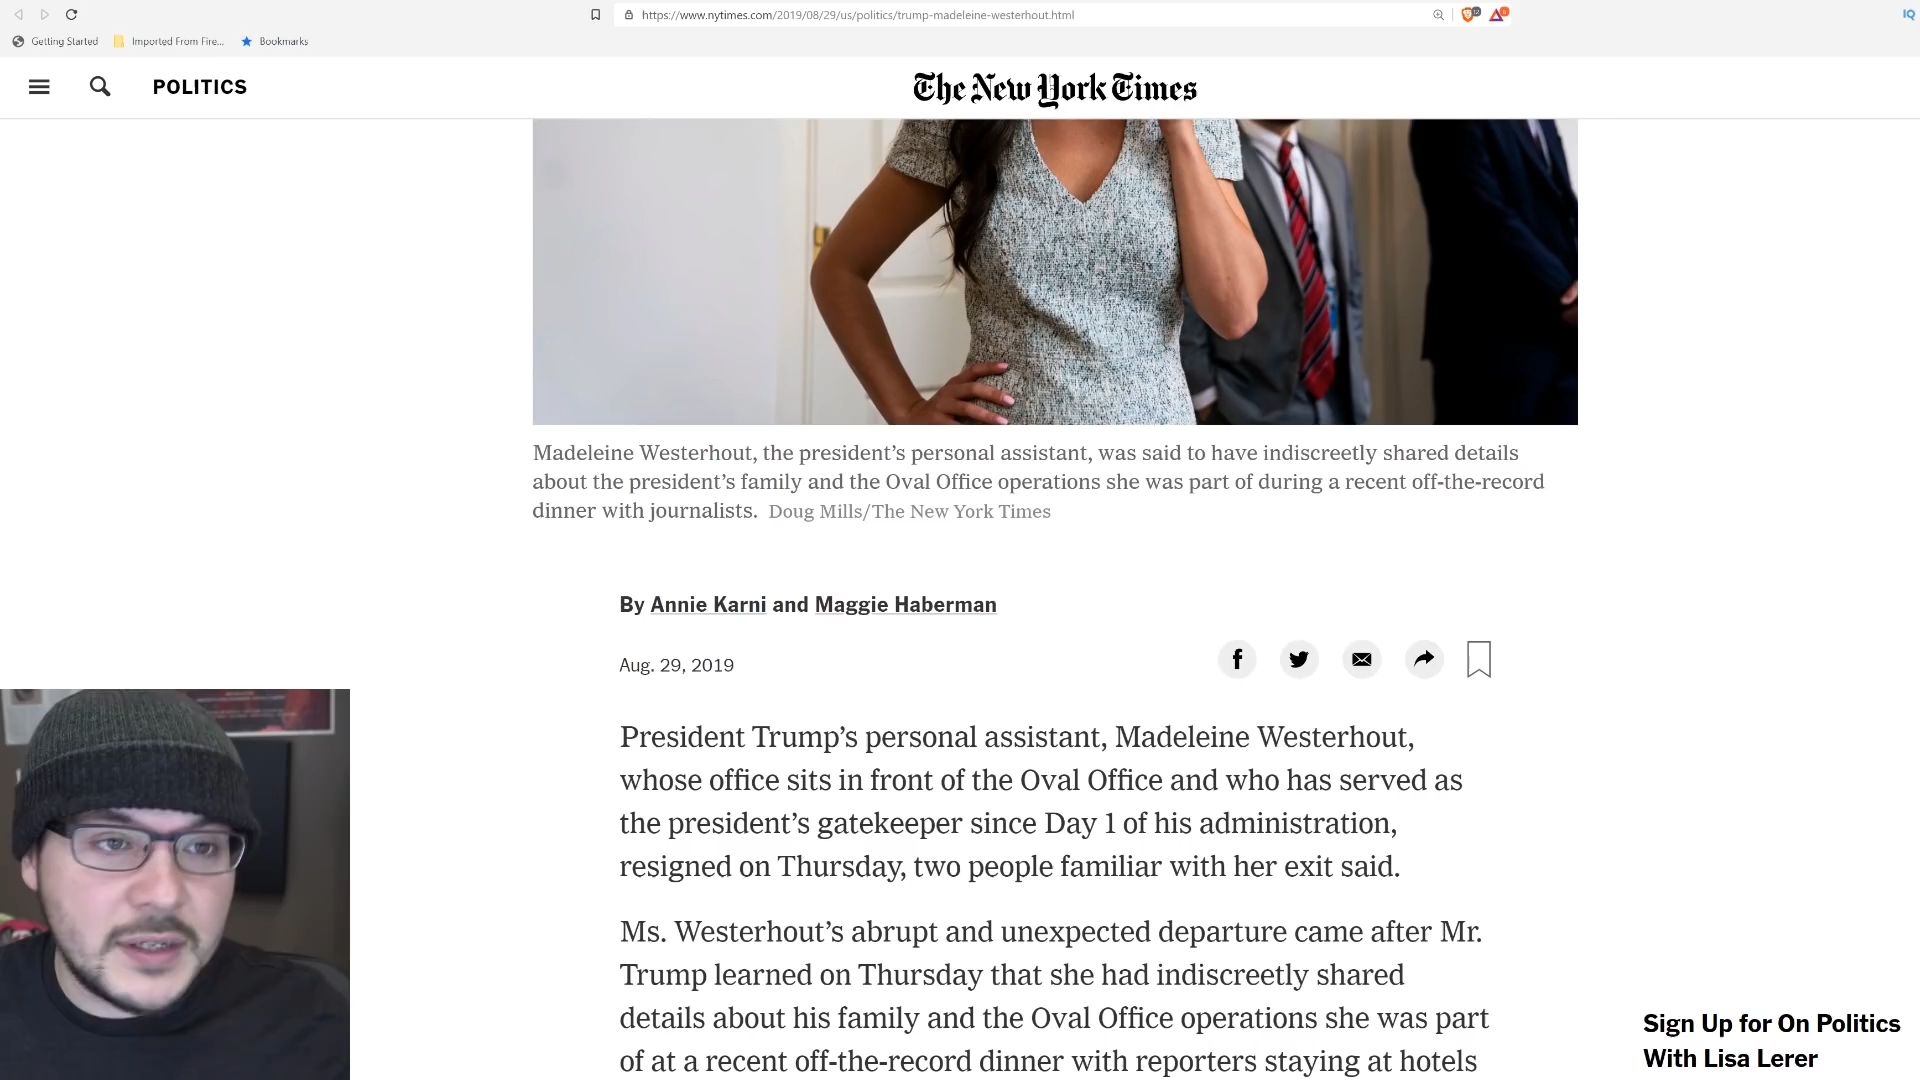 https://www.nytimes.com/2019/08/29/us/politics/trump-madeleine-westerhout.html
IQ
Getting Started
Imported From Fire...
Bookmarks
POLITICS
The New York Times
Madeleine Westerhout, the president’s personal assistant, was said to have indiscreetly shared details
about the president’s family and the Oval Office operations she was part of during a recent off-the-record
dinner with journalists. Doug Mills/The New York Times
By Annie Karni and Maggie Haberman
Aug. 29, 2019
President Trump’s personal assistant, Madeleine Westerhout,
whose office sits in front of the Oval Office and who has served as
the president’s gatekeeper since Day 1 of his administration,
resigned on Thursday, two people familiar with her exit said.
Ms. Westerhout’s abrupt and unexpected departure came after Mr.
Trump learned on Thursday that she had indiscreetly shared
details about his family and the Oval Office operations she was part
of at a recent off-the-record dinner with reporters staying at hotels
Sign Up for On Politics
With Lisa Lerer